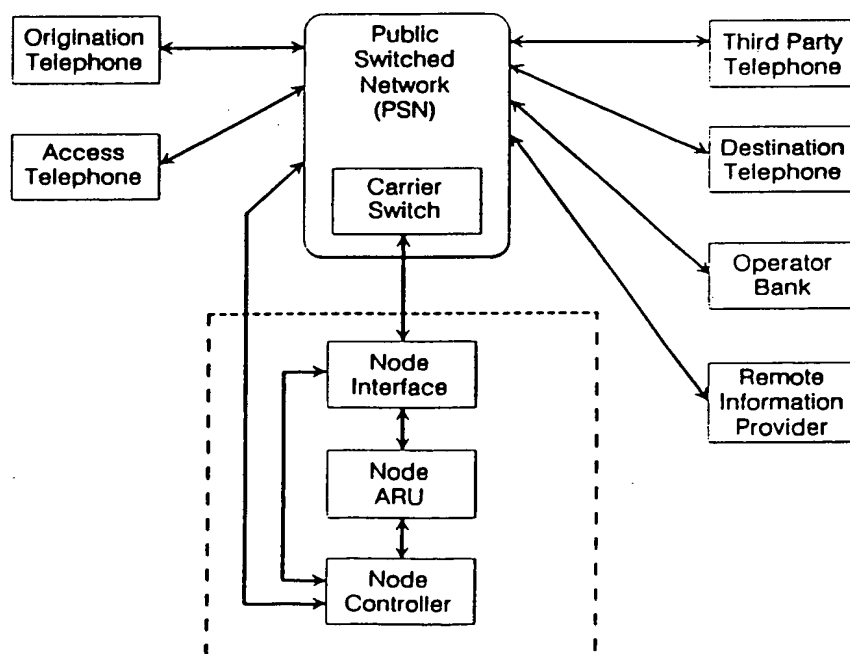 Origination
Telephone
Access
Telephone
Public
Switched
Network
(PSN)
Carrier
Switch
Third Party
Telephone
Destination
Telephone
Operator
Bank
Remote
Information
Provider
Node
Interface
Node
ARU
Node
Controller